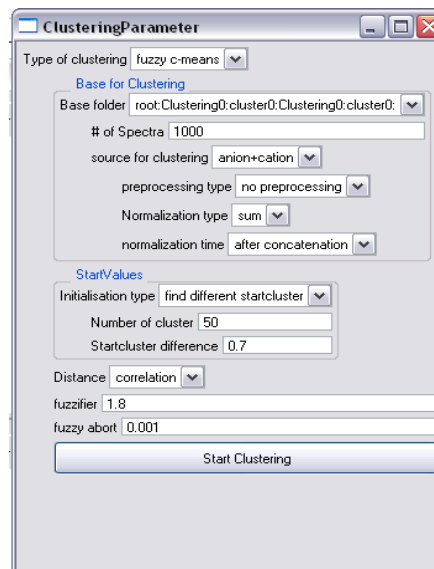 ClusteringParameter
Type of clustering fuzzy c-means
Base for Clustering
Base folder root:Clustering0:cluster0:Clustering0:cluster0:
# of Spectra 1000
source for clustering anion+cation
preprocessing type no preprocessing
Normalization type sum
normalization time after concatenation
StartValues
Initialisation type find different startcluster
Number of cluster 50
Startcluster difference 0.7
Distance correlation
fuzzifier 1.8
fuzzy abort 0.001
Start Clustering